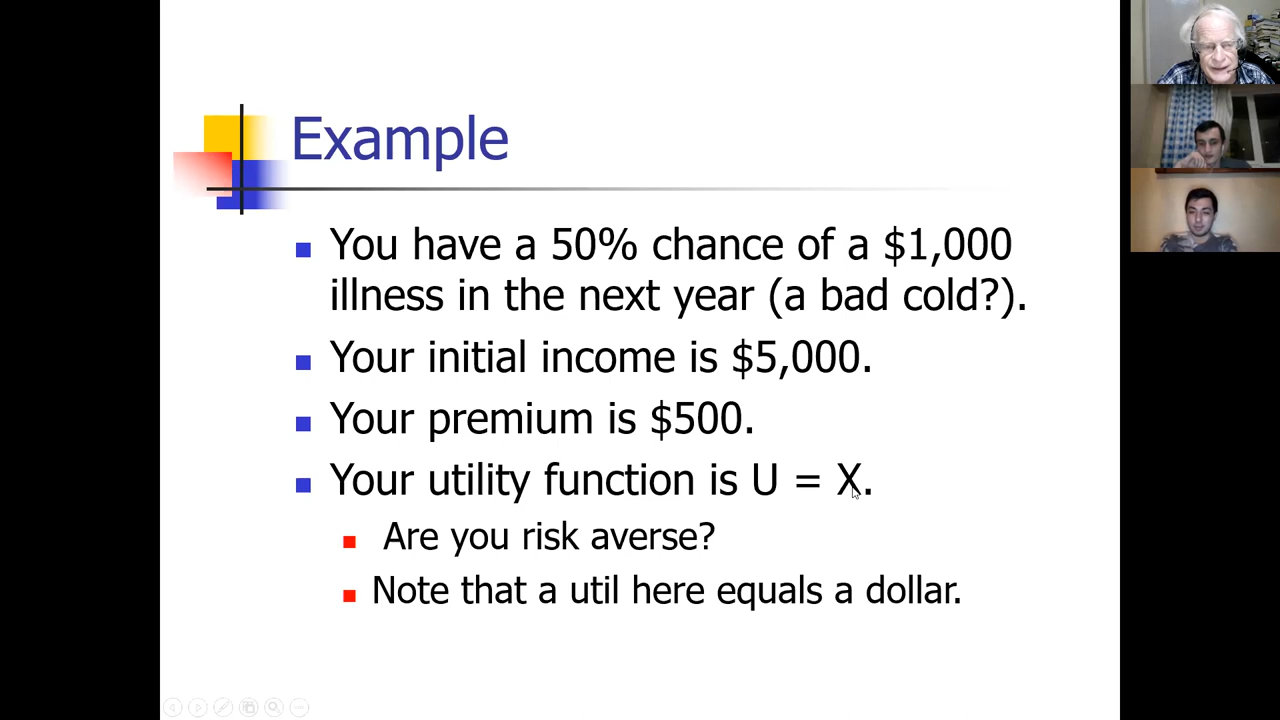 Example
You have a 50% chance of a $1,000
illness in the next year (a bad cold?).
Your initial income is $5,000.
Your premium is $500.
Your utility function is U = X.
Are you risk averse?
Note that a util here equals a dollar.